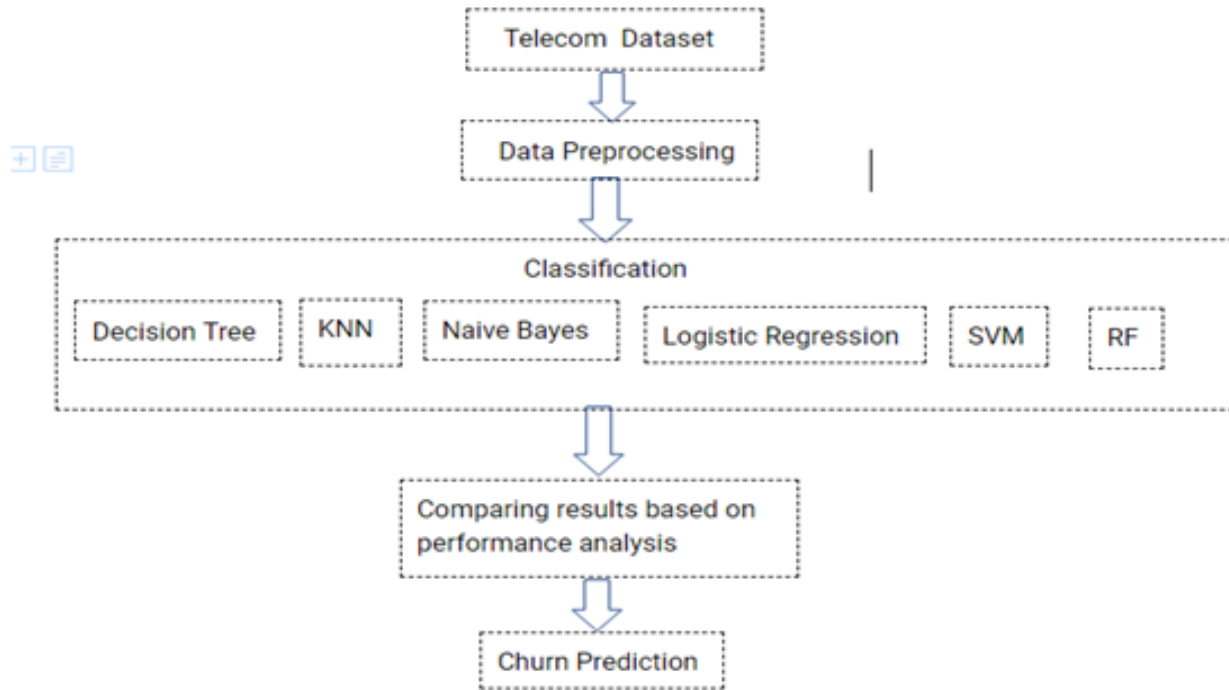 Telecom Dataset
Data Preprocessing
Classification
Decision Tree
KNN
Naive Bayes
Logistic Regression
SVM
RF
Comparing results based on
performance analysis
Churn Prediction